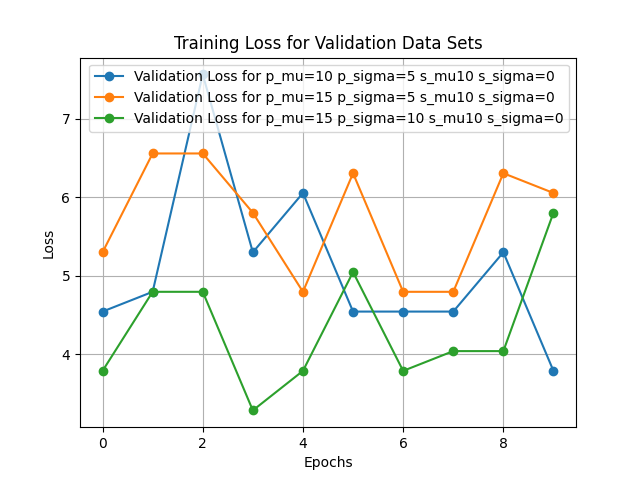 Training Loss for Validation Data Sets
Validation Loss for p_mu=10 p_sigma=5 s_mu10 s_sigma=0
Validation Loss for p_mu=15 p_sigma=5 s_mu10 s_sigma=0
Validation Loss for p_mu=15 p_sigma=10 s_mu10 s_sigma=0
7
6
5
4
Loss
0 2 4 6 8
Epochs